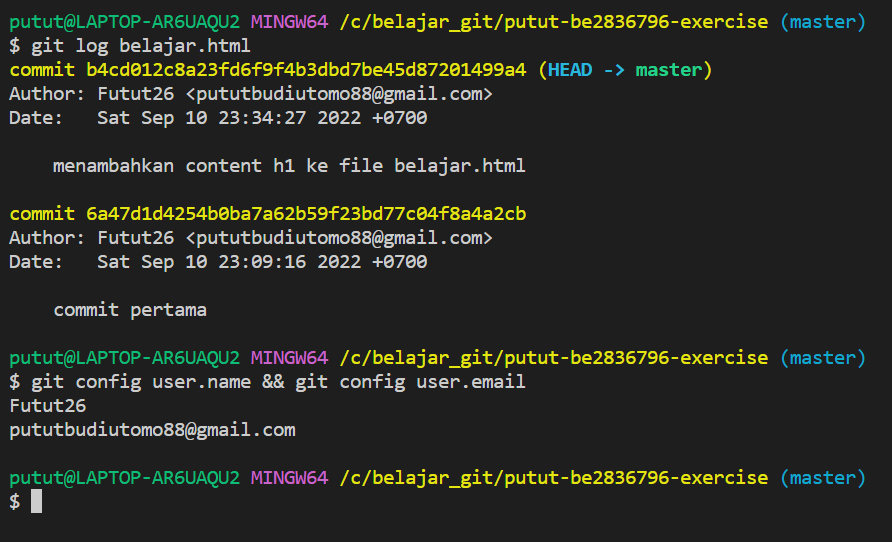 putut@LAPTOP-AR6UAQU2 MINGW64 /c/belajar_git/putut-be2836796-exercise (master)
$ git log belajar.html
commit b4cd012c8a23fd6f9f4b3dbd7be45d87201499a4 (HEAD -> master)
Author: Futut26 <pututbudiutomo88@gmail.com>
Date:   Sat Sep 10 23:34:27 2022 +0700
    menambahkan content h1 ke file belajar.html
commit 6a47d1d4254b0ba7a62b59f23bd77c04f8a4a2cb
Author: Futut26 <pututbudiutomo88@gmail.com>
Date:   Sat Sep 10 23:09:16 2022 +0700
    commit pertama
putut@LAPTOP-AR6UAQU2 MINGW64 /c/belajar_git/putut-be2836796-exercise (master)
$ git config user.name && git config user.email
Futut26
pututbudiutomo88@gmail.com
putut@LAPTOP-AR6UAQU2 MINGW64 /c/belajar_git/putut-be2836796-exercise (master)
$